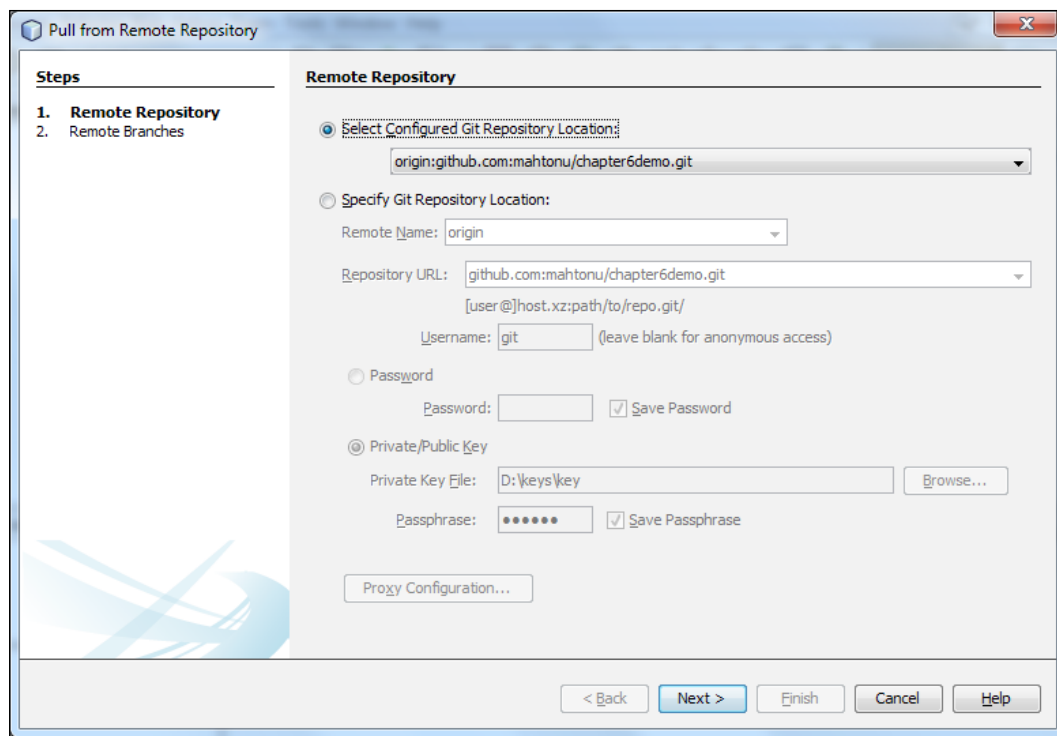 Pull from Remote Repository
Steps
1. Remote Repository
2. Remote Branches
Remote Repository
Select Configured Git Repository Location:
origin:github.com:mahtonu/chapter6demo.git
Specify Git Repository Location:
Remote Name: origin
Repository URL: github.com:mahtonu/chapter6demo.git
[user@]host.xz:path/to/repo.git/
Username: git (leave blank for anonymous access)
Password
Password: Save Password
Private/Public Key
Private Key File: D:\keys\key Browse...
Passphrase: •••••• Save Passphrase
Proxy Configuration...
< Back Next > Finish Cancel Help